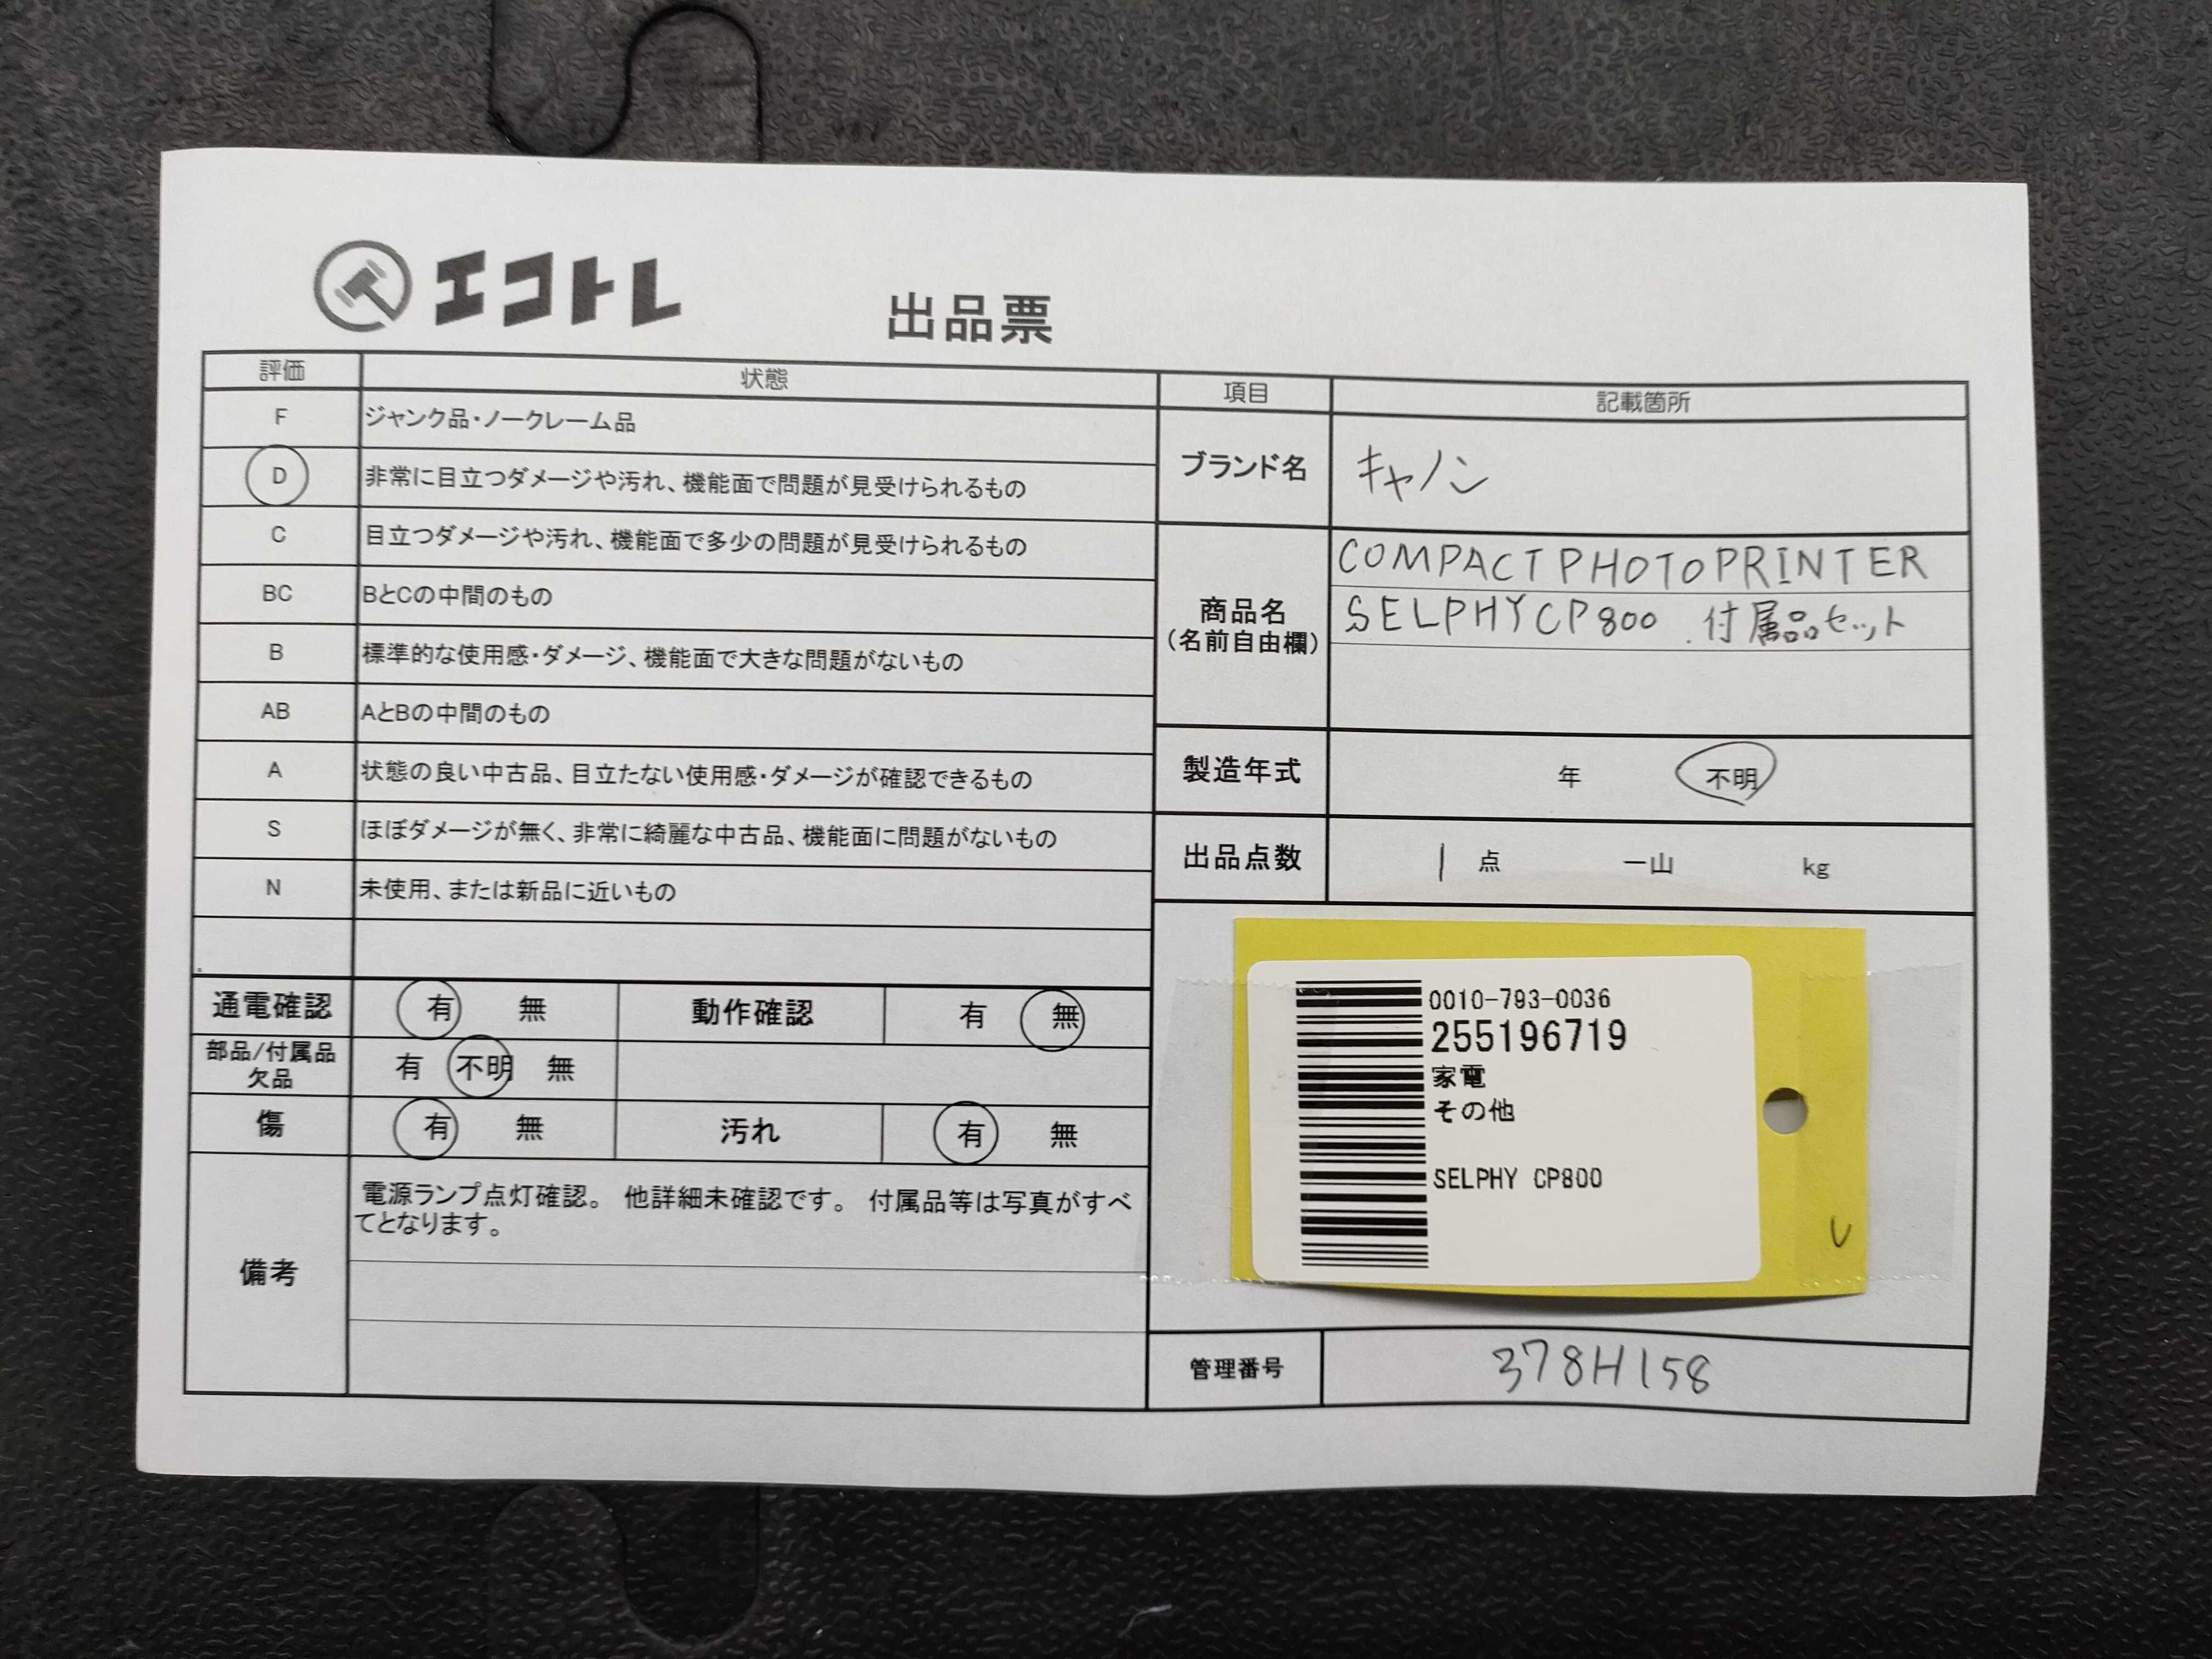 エコトレ
出品票
評価 状態
F ジャンク品・ノークレーム品
D 非常に目立つダメージや汚れ、機能面で問題が見受けられるもの
C 目立つダメージや汚れ、機能面で多少の問題が見受けられるもの
BC BとCの中間のもの
B 標準的な使用感・ダメージ、機能面で大きな問題がないもの
AB AとBの中間のもの
A 状態の良い中古品、目立たない使用感・ダメージが確認できるもの
S ほぼダメージが無く、非常に綺麗な中古品、機能面に問題がないもの
N 未使用、または新品に近いもの
通電確認 有 無 動作確認 有 無
部品/付属品
欠品
有 不明 無
傷 有 無 汚れ 有 無
備考
電源ランプ点灯確認。 他詳細未確認です。 付属品等は写真がすべ
てとなります。
項目 記載箇所
ブランド名 キャノン
商品名
(名前自由欄)
COMPACT PHOTO PRINTER
SELPHY CP800 付属品セット
製造年式 年 不明
出品点数 1 点 一山 kg
0010-793-0036
255196719
家電
その他
SELPHY CP800
管理番号 378H158